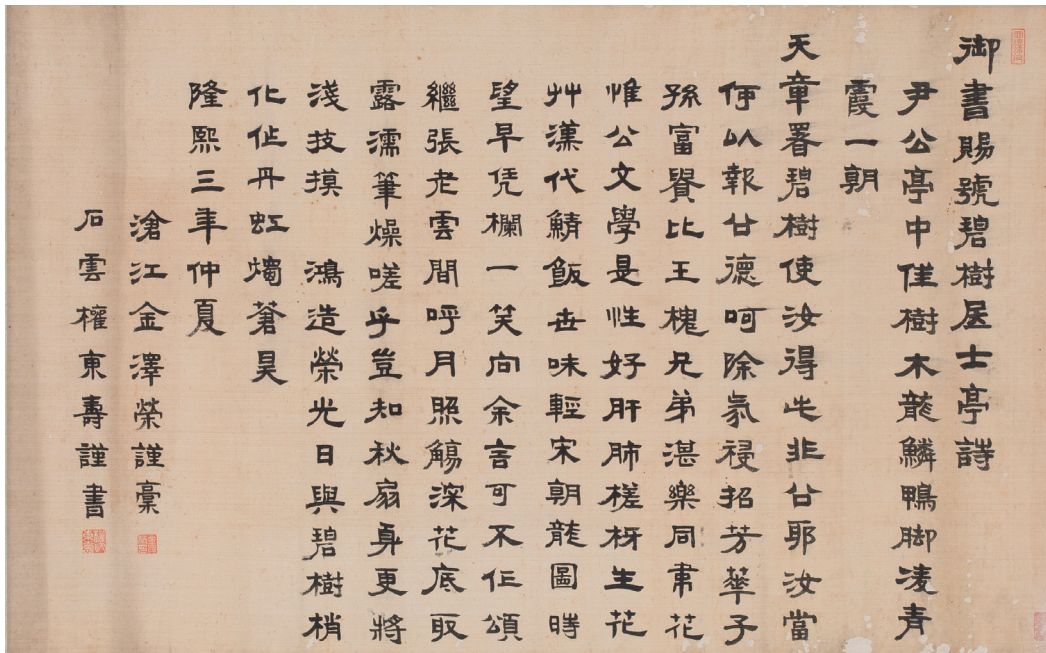 御書賜號碧樹居士亭詩
尹公亭中僅樹木龍鱗鴨脚凌青
霞一朝
天章署碧樹使汝得此非公耶汝當
何以報公德呵除氛祲招芳華子
孫富貴比王槐兄弟湛樂同常花
惟公文學是性好肝肺槎枒生花
艸漢代鯖飯世味輕宋朝龍圖時
望早凭欄一笑向余言可不作頌
繼張老雲間呼月照觴深花底取
露濡筆燥嗟乎豈知秋扇身更將
淺技摸 鴻造榮光日與碧樹梢
化作丹虹燭蒼昊
隆熙三年仲夏
滄江金澤榮謹稾
石雲權東壽謹書